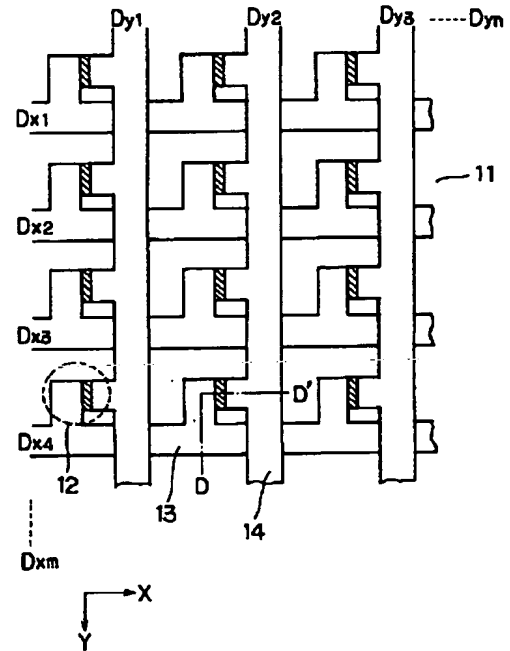 Dy1 Dy2 Dy3 ----- Dyn
Dx1
11
Dx2
Dx3
D'
Dx4
12
13
D
14
Dxm
X
Y